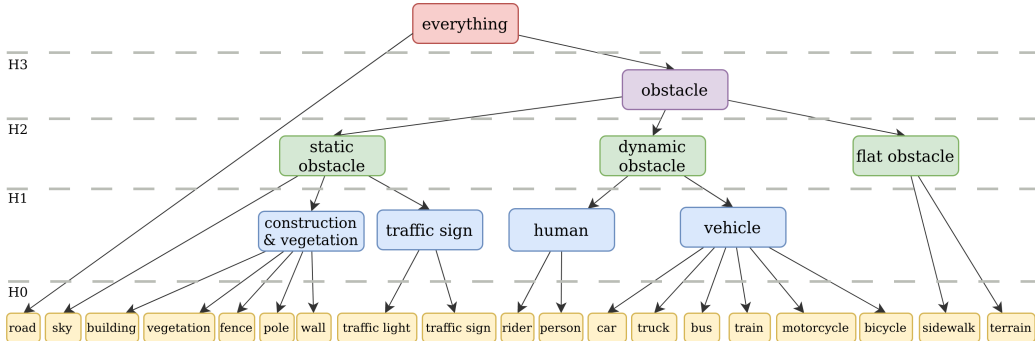 everything
H3
obstacle
H2
static
obstacle
dynamic
obstacle
flat obstacle
H1
construction
& vegetation
traffic sign
human
vehicle
H0
road
sky
building
vegetation
fence
pole
wall
traffic light
traffic sign
rider
person
car
truck
bus
train
motorcycle
bicycle
sidewalk
terrain